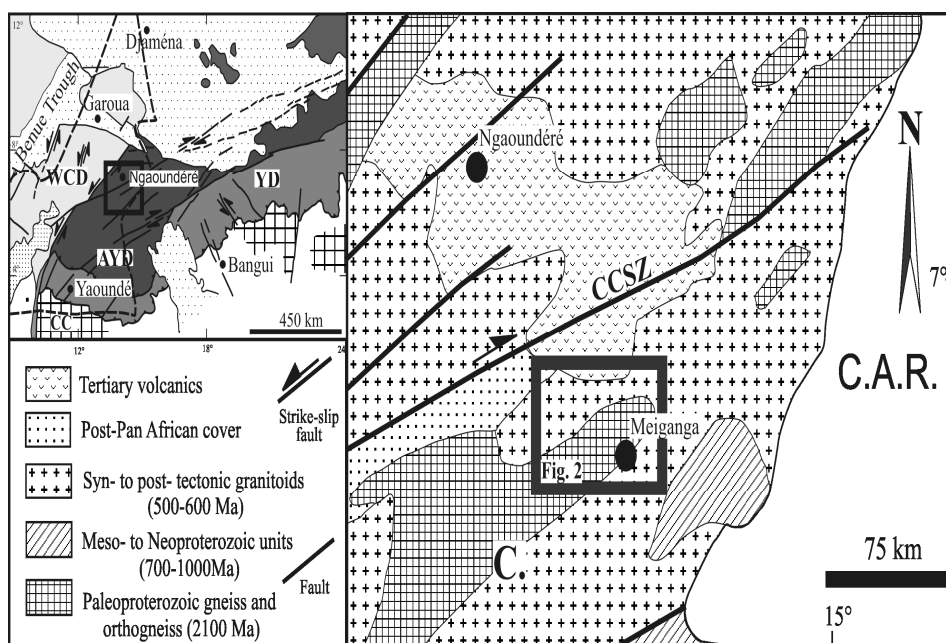 12°
Djaména
Benue Trough
Garoua
8°
WCD
Ngaoundéré
YD
AYD
Bangui
Yaoundé
CC
450 km
12°
18°
24
Tertiary volcanics
Post-Pan African cover
Strike-slip
fault
Syn- to post- tectonic granitoids
(500-600 Ma)
Meso- to Neoproterozoic units
(700-1000Ma)
Fault
Paleoproterozoic gneiss and
orthogneiss (2100 Ma)
Ngaoundéré
N
CCSZ
7°
C.A.R.
Meiganga
Fig. 2
C.
75 km
15°